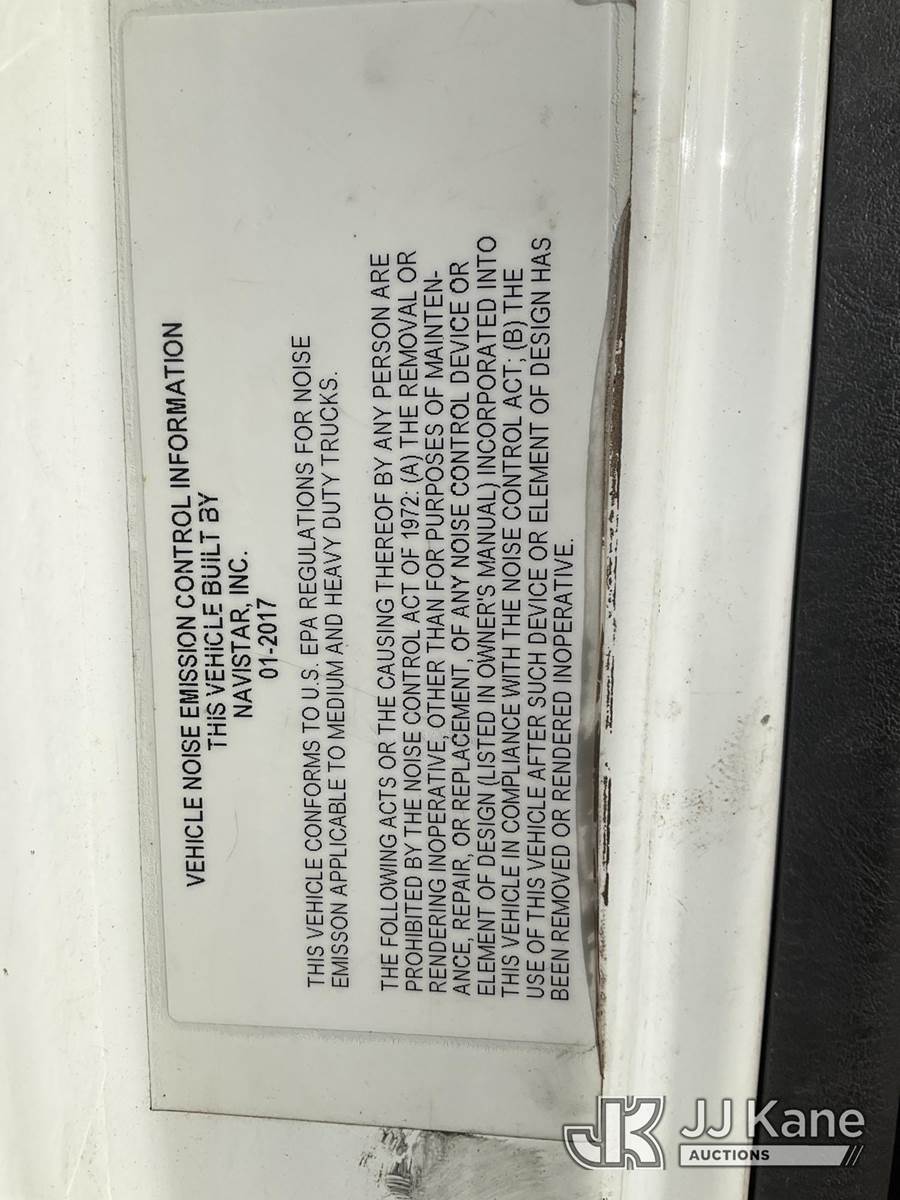 VEHICLE NOISE EMISSION CONTROL INFORMATION
THIS VEHICLE BUILT BY
NAVISTAR, INC.
01-2017
THIS VEHICLE CONFORMS TO U.S. EPA REGULATIONS FOR NOISE
EMISSON APPLICABLE TO MEDIUM AND HEAVY DUTY TRUCKS.
THE FOLLOWING ACTS OR THE CAUSING THEREOF BY ANY PERSON ARE
PROHIBITED BY THE NOISE CONTROL ACT OF 1972: (A) THE REMOVAL OR
RENDERING INOPERATIVE, OTHER THAN FOR PURPOSES OF MAINTEN-
ANCE, REPAIR, OR REPLACEMENT, OF ANY NOISE CONTROL DEVICE OR
ELEMENT OF DESIGN (LISTED IN OWNER'S MANUAL) INCORPORATED INTO
THIS VEHICLE IN COMPLIANCE WITH THE NOISE CONTROL ACT; (B) THE
USE OF THIS VEHICLE AFTER SUCH DEVICE OR ELEMENT OF DESIGN HAS
BEEN REMOVED OR RENDERED INOPERATIVE.
JK JJ Kane
AUCTIONS